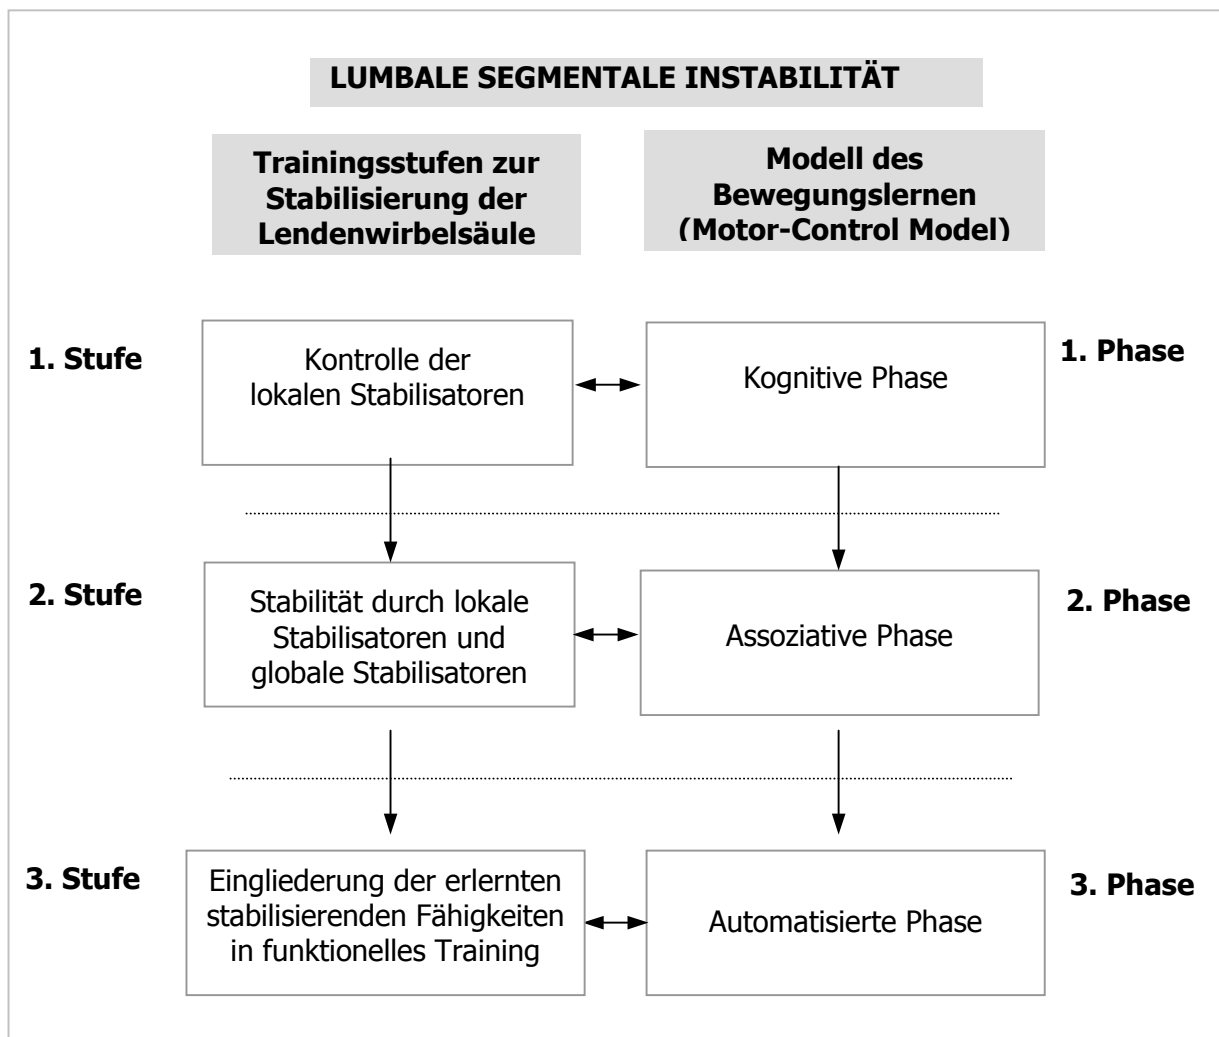 LUMBALE SEGMENTALE INSTABILITÄT
Trainingsstufen zur
Stabilisierung der
Lendenwirbelsäule
Modell des
Bewegungslernen
(Motor-Control Model)
1. Stufe
Kontrolle der
lokalen Stabilisatoren
Kognitive Phase
1. Phase
2. Stufe
Stabilität durch lokale
Stabilisatoren und
globale Stabilisatoren
Assoziative Phase
2. Phase
3. Stufe
Eingliederung der erlernten
stabilisierenden Fähigkeiten
in funktionelles Training
Automatisierte Phase
3. Phase